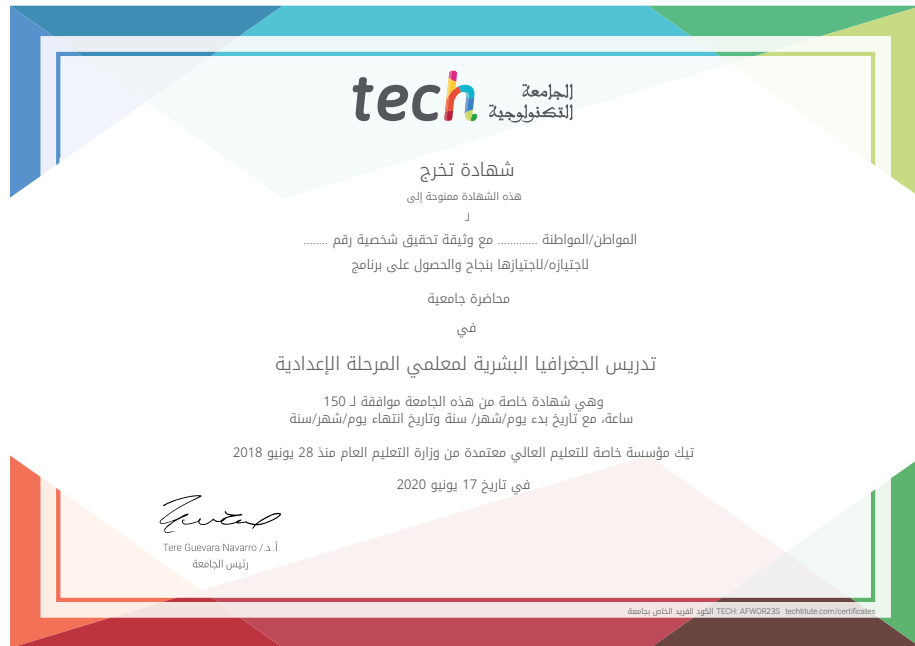 tech الجامعة
التكنولوجية
شهادة تخرج
هذه الشهادة ممنوحة إلى
لـ
المواطن/المواطنة ............ مع وثيقة تحقيق شخصية رقم ........
لاجتيازه/لاجتيازها بنجاح والحصول على برنامج
محاضرة جامعية
في
تدريس الجغرافيا البشرية لمعلمي المرحلة الإعدادية
وهي شهادة خاصة من هذه الجامعة موافقة لـ 150
ساعة، مع تاريخ بدء يوم/شهر/ سنة وتاريخ انتهاء يوم/شهر/سنة
تيك مؤسسة خاصة للتعليم العالي معتمدة من وزارة التعليم العام منذ 28 يونيو 2018
في تاريخ 17 يونيو 2020
أ.د./ Tere Guevara Navarro
رئيس الجامعة
الكود الفريد الخاص بجامعة TECH: AFWOR23S techtitute.com/certificates